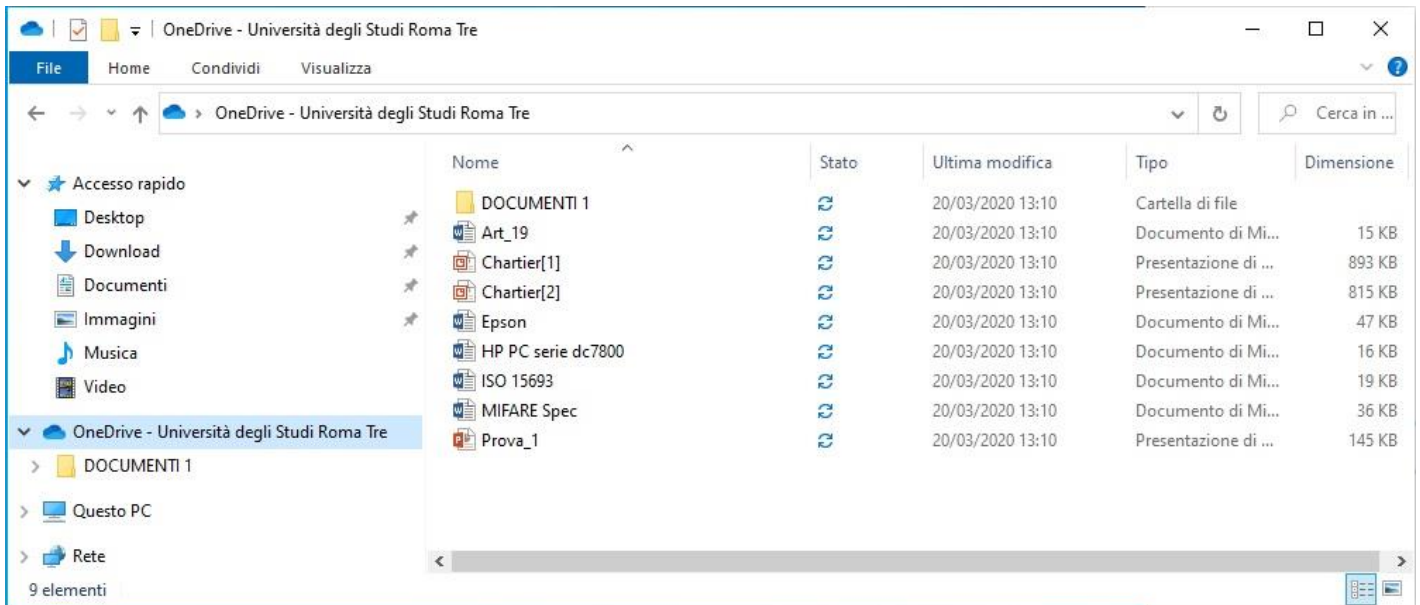 OneDrive - Università degli Studi Roma Tre
File Home Condividi Visualizza
OneDrive - Università degli Studi Roma Tre
Cerca in ...
Accesso rapido
Desktop
Download
Documenti
Immagini
Musica
Video
OneDrive - Università degli Studi Roma Tre
DOCUMENTI 1
Questo PC
Rete
Nome Stato Ultima modifica Tipo Dimensione
DOCUMENTI 1 20/03/2020 13:10 Cartella di file
Art_19 20/03/2020 13:10 Documento di Mi... 15 KB
Chartier[1] 20/03/2020 13:10 Presentazione di ... 893 KB
Chartier[2] 20/03/2020 13:10 Presentazione di ... 815 KB
Epson 20/03/2020 13:10 Documento di Mi... 47 KB
HP PC serie dc7800 20/03/2020 13:10 Documento di Mi... 16 KB
ISO 15693 20/03/2020 13:10 Documento di Mi... 19 KB
MIFARE Spec 20/03/2020 13:10 Documento di Mi... 36 KB
Prova_1 20/03/2020 13:10 Presentazione di ... 145 KB
9 elementi